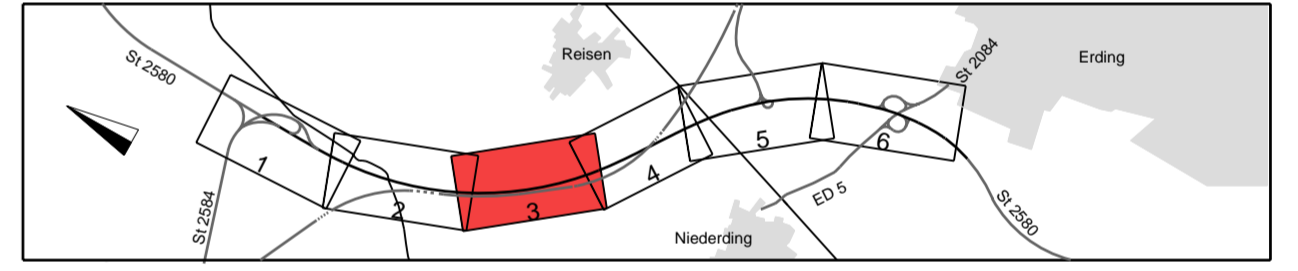 St 2580
Reisen
St 2084
Erding
1
St 2584
2
3
4
5
6
ED 5
Niederding
St 2580